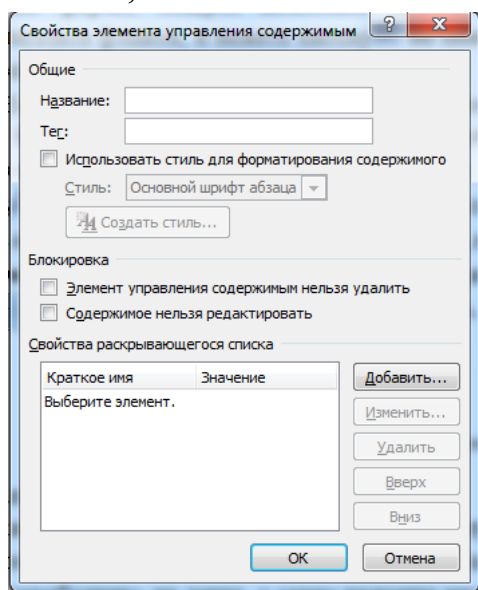 Свойства элемента управления содержимым
Общие
Название:
Тег:
Использовать стиль для форматирования содержимого
Стиль: Основной шрифт абзаца
Создать стиль...
Блокировка
Элемент управления содержимым нельзя удалить
Содержимое нельзя редактировать
Свойства раскрывающегося списка
Краткое имя Значение Добавить...
Выберите элемент.
Изменить...
Удалить
Вверх
Вниз
ОК Отмена